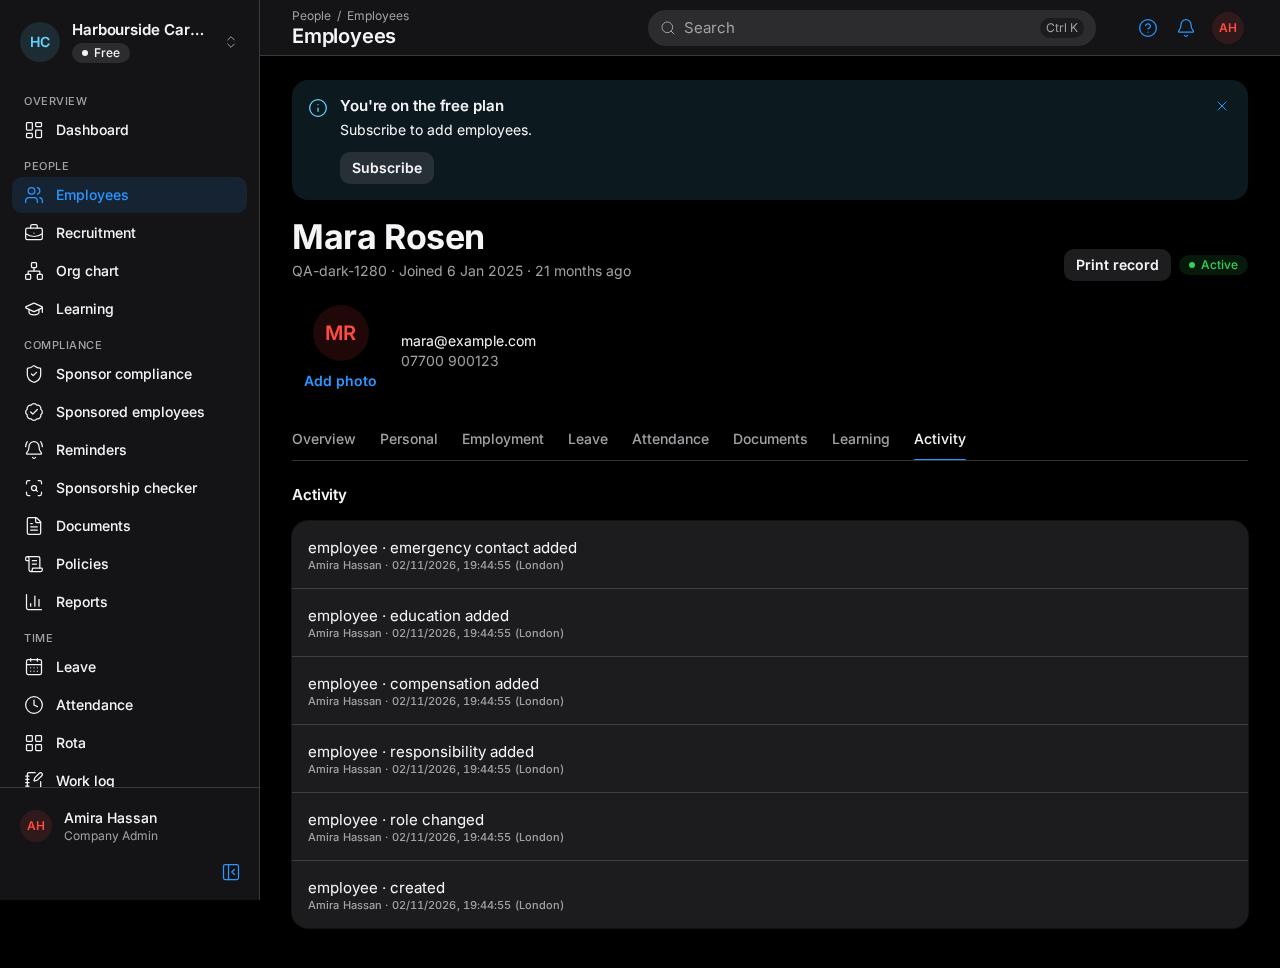 HC
Harbourside Car...
Free
OVERVIEW
Dashboard
PEOPLE
Employees
Recruitment
Org chart
Learning
COMPLIANCE
Sponsor compliance
Sponsored employees
Reminders
Sponsorship checker
Documents
Policies
Reports
TIME
Leave
Attendance
Rota
Work log
AH
Amira Hassan
Company Admin
People / Employees
Employees
Search
Ctrl K
AH
You're on the free plan
Subscribe to add employees.
Subscribe
Mara Rosen
QA-dark-1280 · Joined 6 Jan 2025 · 21 months ago
Print record
Active
MR
Add photo
mara@example.com
07700 900123
Overview Personal Employment Leave Attendance Documents Learning Activity
Activity
employee · emergency contact added
Amira Hassan · 02/11/2026, 19:44:55 (London)
employee · education added
Amira Hassan · 02/11/2026, 19:44:55 (London)
employee · compensation added
Amira Hassan · 02/11/2026, 19:44:55 (London)
employee · responsibility added
Amira Hassan · 02/11/2026, 19:44:55 (London)
employee · role changed
Amira Hassan · 02/11/2026, 19:44:55 (London)
employee · created
Amira Hassan · 02/11/2026, 19:44:55 (London)